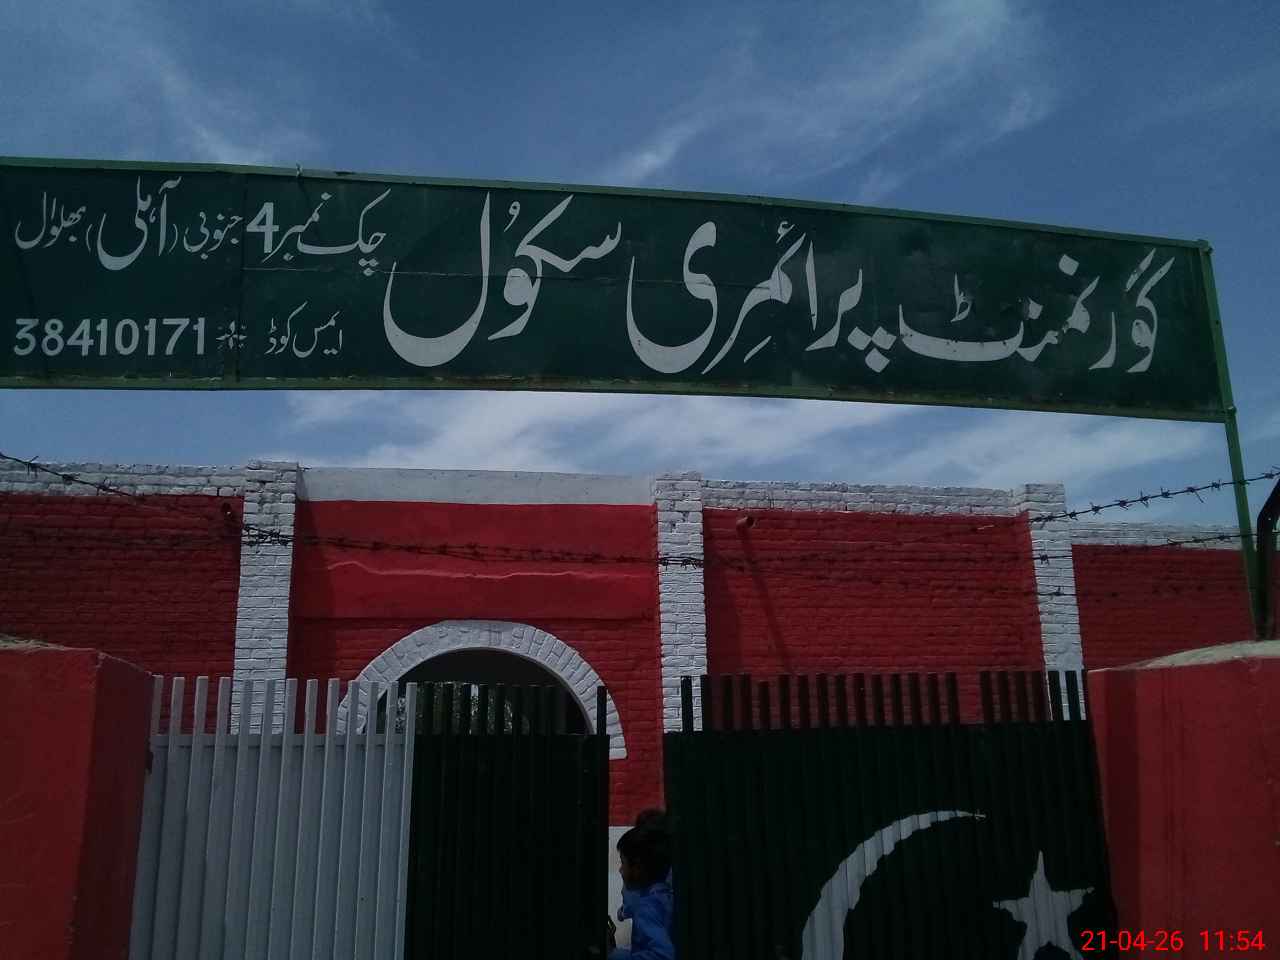 گورنمنٹ پرائمری سکول
چک نمبر 4 جنوبی (آہلی) بھلوال
ایمس کوڈ 38410171
21-04-26 11:54